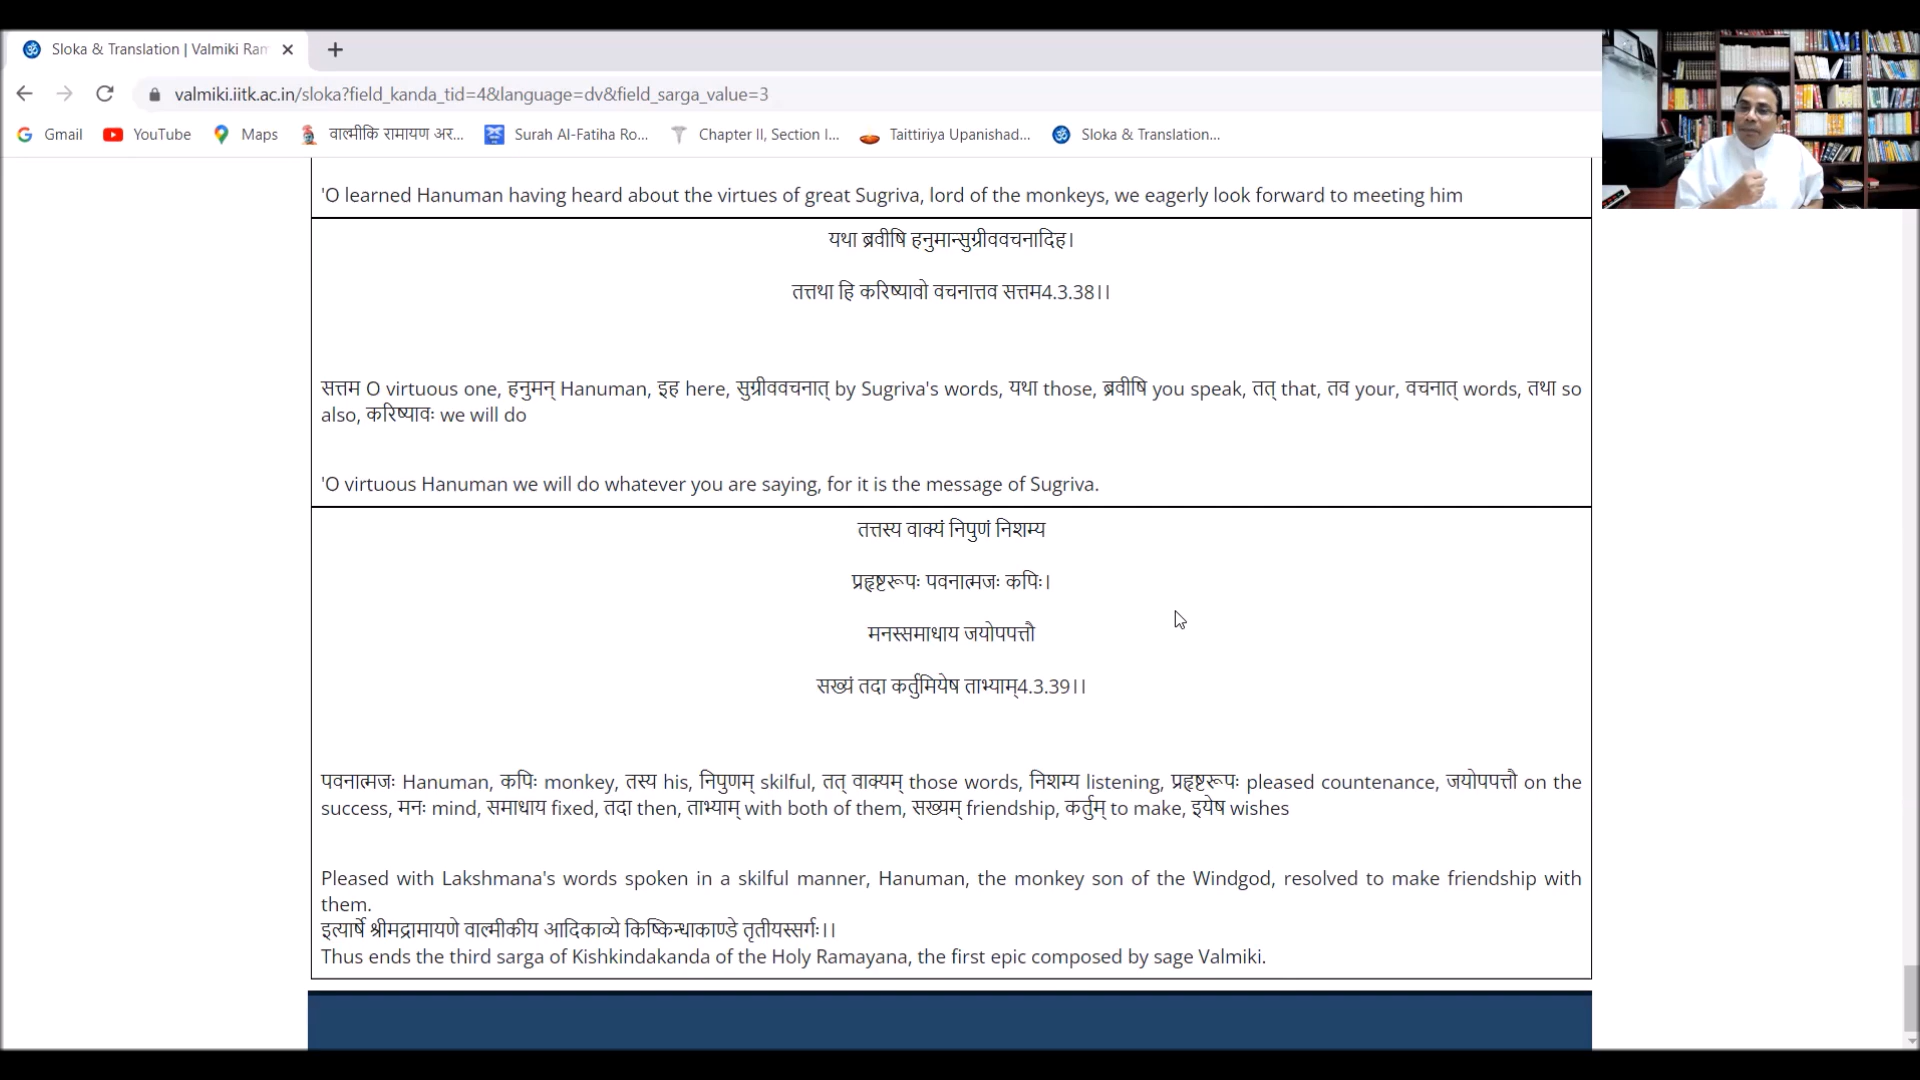 Sloka & Translation | Valmiki Ram
valmiki.iitk.ac.in/sloka?field_kanda_tid=4&language=dv&field_sarga_value=3
Gmail YouTube Maps वाल्मीकि रामायण अर... Surah Al-Fatiha Ro... Chapter II, Section I... Taittiriya Upanishad... Sloka & Translation...
'O learned Hanuman having heard about the virtues of great Sugriva, lord of the monkeys, we eagerly look forward to meeting him
यथा ब्रवीषि हनुमान्सुग्रीववचनादिह।
तत्तथा हि करिष्यावो वचनात्तव सत्तम4.3.38।।
सत्तम O virtuous one, हनुमन् Hanuman, इह here, सुग्रीववचनात् by Sugriva's words, यथा those, ब्रवीषि you speak, तत् that, तव your, वचनात् words, तथा so
also, करिष्यावः we will do
'O virtuous Hanuman we will do whatever you are saying, for it is the message of Sugriva.
तत्तस्य वाक्यं निपुणं निशम्य
प्रहृष्टरूपः पवनात्मजः कपिः।
मनस्समाधाय जयोपपत्तौ
सख्यं तदा कर्तुमियेष ताभ्याम्4.3.39।।
पवनात्मजः Hanuman, कपिः monkey, तस्य his, निपुणम् skilful, तत् वाक्यम् those words, निशम्य listening, प्रहृष्टरूपः pleased countenance, जयोपपत्तौ on the
success, मनः mind, समाधाय fixed, तदा then, ताभ्याम् with both of them, सख्यम् friendship, कर्तुम् to make, इयेष wishes
Pleased with Lakshmana's words spoken in a skilful manner, Hanuman, the monkey son of the Windgod, resolved to make friendship with
them.
इत्यार्षे श्रीमद्रामायणे वाल्मीकीय आदिकाव्ये किष्किन्धाकाण्डे तृतीयस्सर्गः।।
Thus ends the third sarga of Kishkindakanda of the Holy Ramayana, the first epic composed by sage Valmiki.